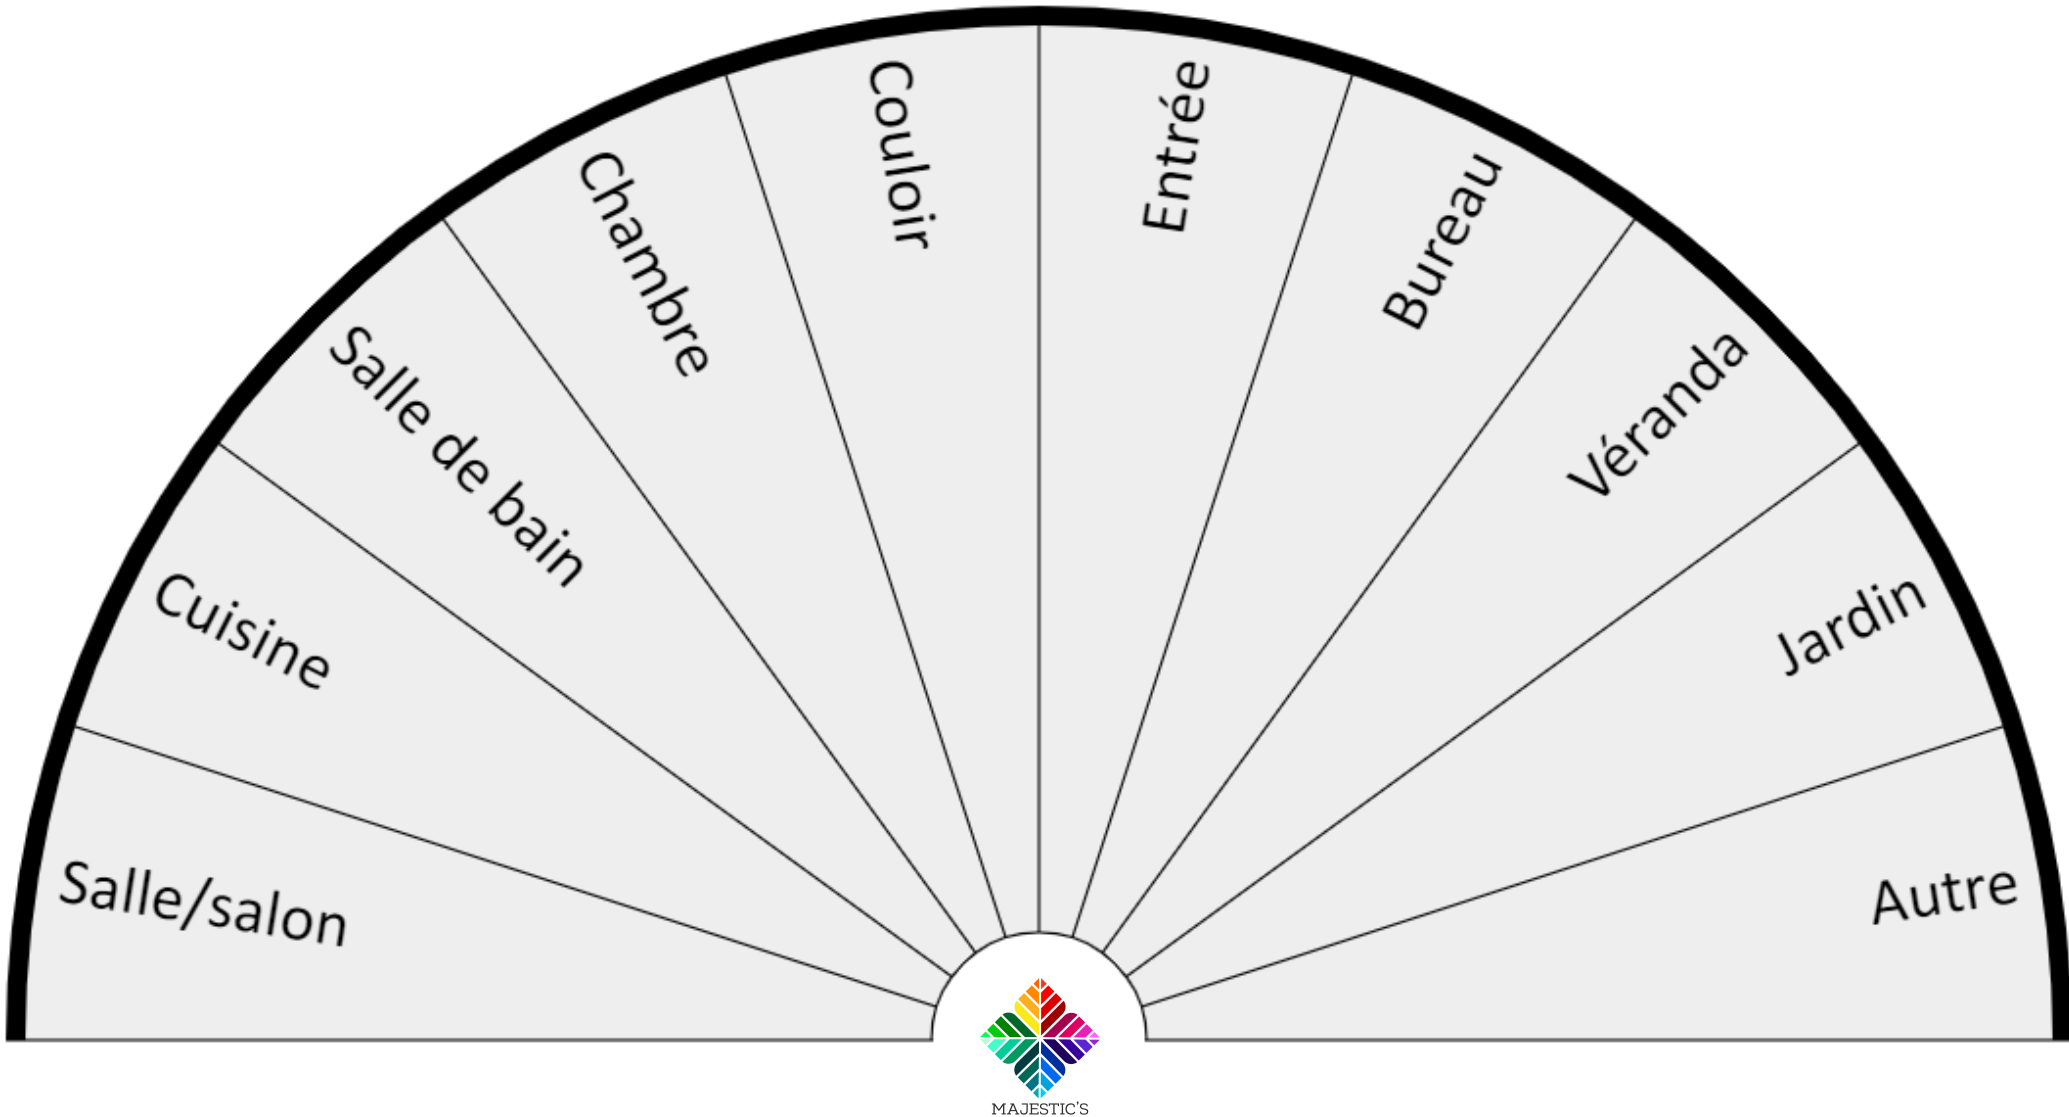 Salle/salon
Cuisine
Salle de bain
Chambre
Couloir
Entrée
Bureau
Véranda
Jardin
Autre
MAJESTIC'S